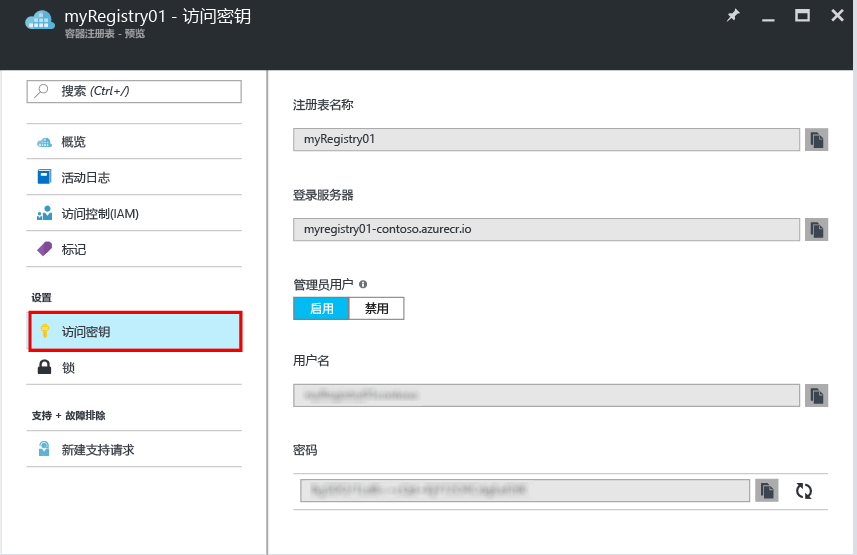 myRegistry01 - 访问密钥
容器注册表 - 预览
搜索 (Ctrl+/)
概览
活动日志
访问控制(IAM)
标记
设置
访问密钥
锁
支持 + 故障排除
新建支持请求
注册表名称
myRegistry01
登录服务器
myregistry01-contoso.azurecr.io
管理员用户
启用 禁用
用户名
密码